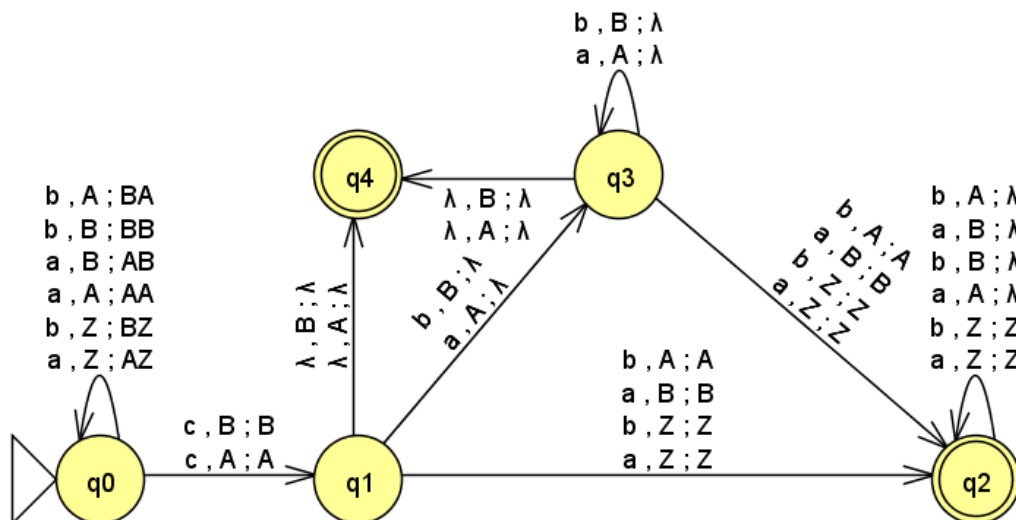 b , B ; λ
a , A ; λ
q4
q3
λ , B ; λ
λ , A ; λ
b , A ; BA
b , B ; BB
a , B ; AB
a , A ; AA
b , Z ; BZ
a , Z ; AZ
b , A ; λ
a , B ; λ
b , B ; λ
a , A ; λ
b , Z ; Z
a , Z ; Z
b , A ; A
a , B ; B
b , Z ; Z
a , Z ; Z
λ , B ; λ
λ , A ; λ
b , B ; λ
a , A ; λ
b , A ; A
a , B ; B
b , Z ; Z
a , Z ; Z
c , B ; B
c , A ; A
q0
q1
q2